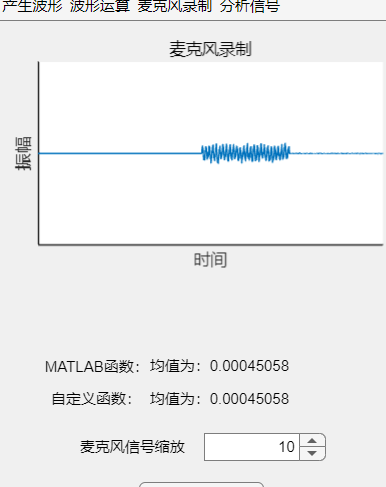 产生波形 波形运算 麦克风录制 分析信号
麦克风录制
振幅
时间
MATLAB函数： 均值为： 0.00045058
自定义函数： 均值为： 0.00045058
麦克风信号缩放 10